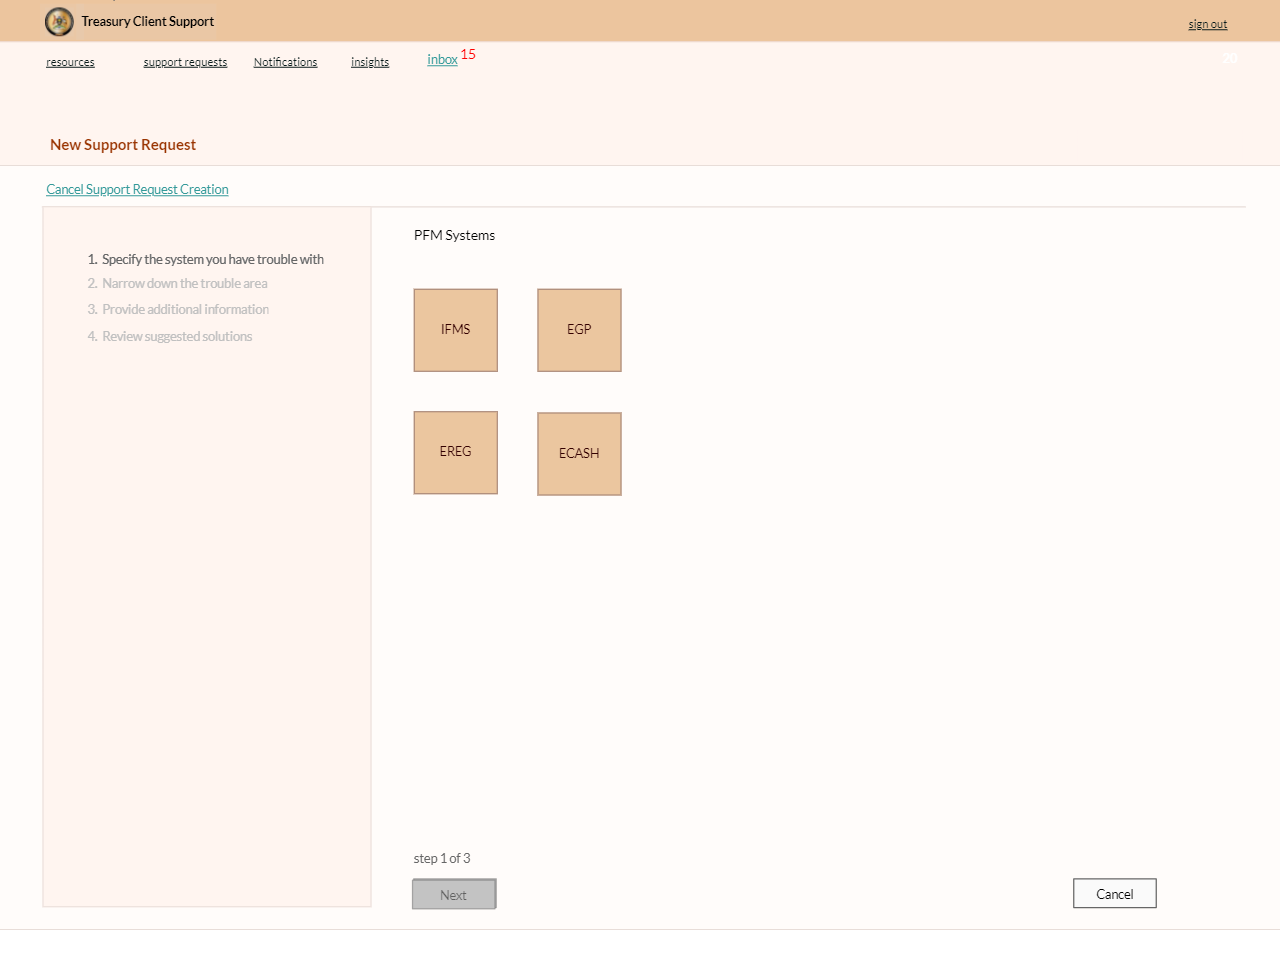 Treasury Client Support
sign out
resources support requests Notifications insights inbox 15
20
New Support Request
Cancel Support Request Creation
1. Specify the system you have trouble with
2. Narrow down the trouble area
3. Provide additional information
4. Review suggested solutions
PFM Systems
IFMS EGP
EREG ECASH
step 1 of 3
Next Cancel